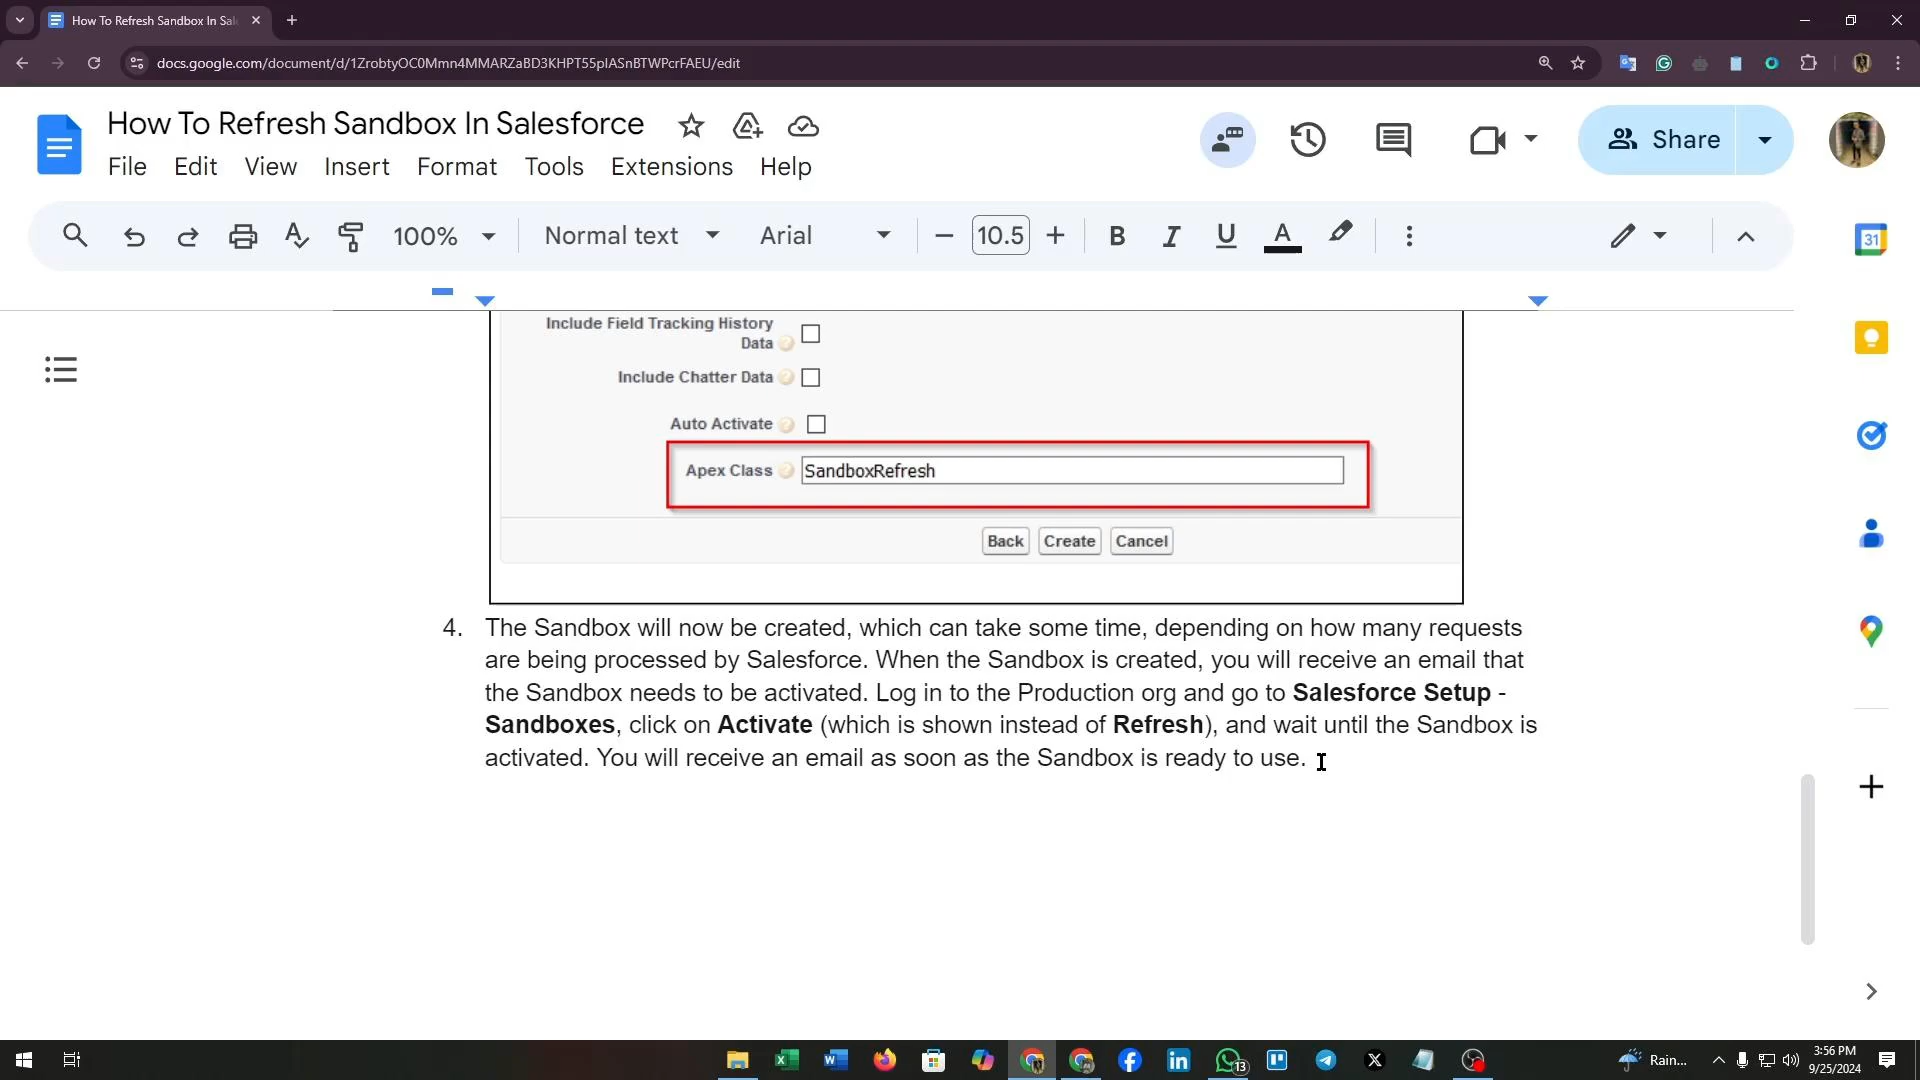 How To Refresh Sandbox In Sal
docs.google.com/document/d/1ZrobtyOC0Mmn4MMARZaBD3KHPT55pIASnBTWPcrFAEU/edit
How To Refresh Sandbox In Salesforce
File Edit View Insert Format Tools Extensions Help
Share
100% Normal text Arial 10.5 B I U A
31
Include Field Tracking History
Data
Include Chatter Data
Auto Activate
Apex Class SandboxRefresh
Back Create Cancel
4. The Sandbox will now be created, which can take some time, depending on how many requests
are being processed by Salesforce. When the Sandbox is created, you will receive an email that
the Sandbox needs to be activated. Log in to the Production org and go to Salesforce Setup -
Sandboxes, click on Activate (which is shown instead of Refresh), and wait until the Sandbox is
activated. You will receive an email as soon as the Sandbox is ready to use.
13
Rain...
3:56 PM
9/25/2024